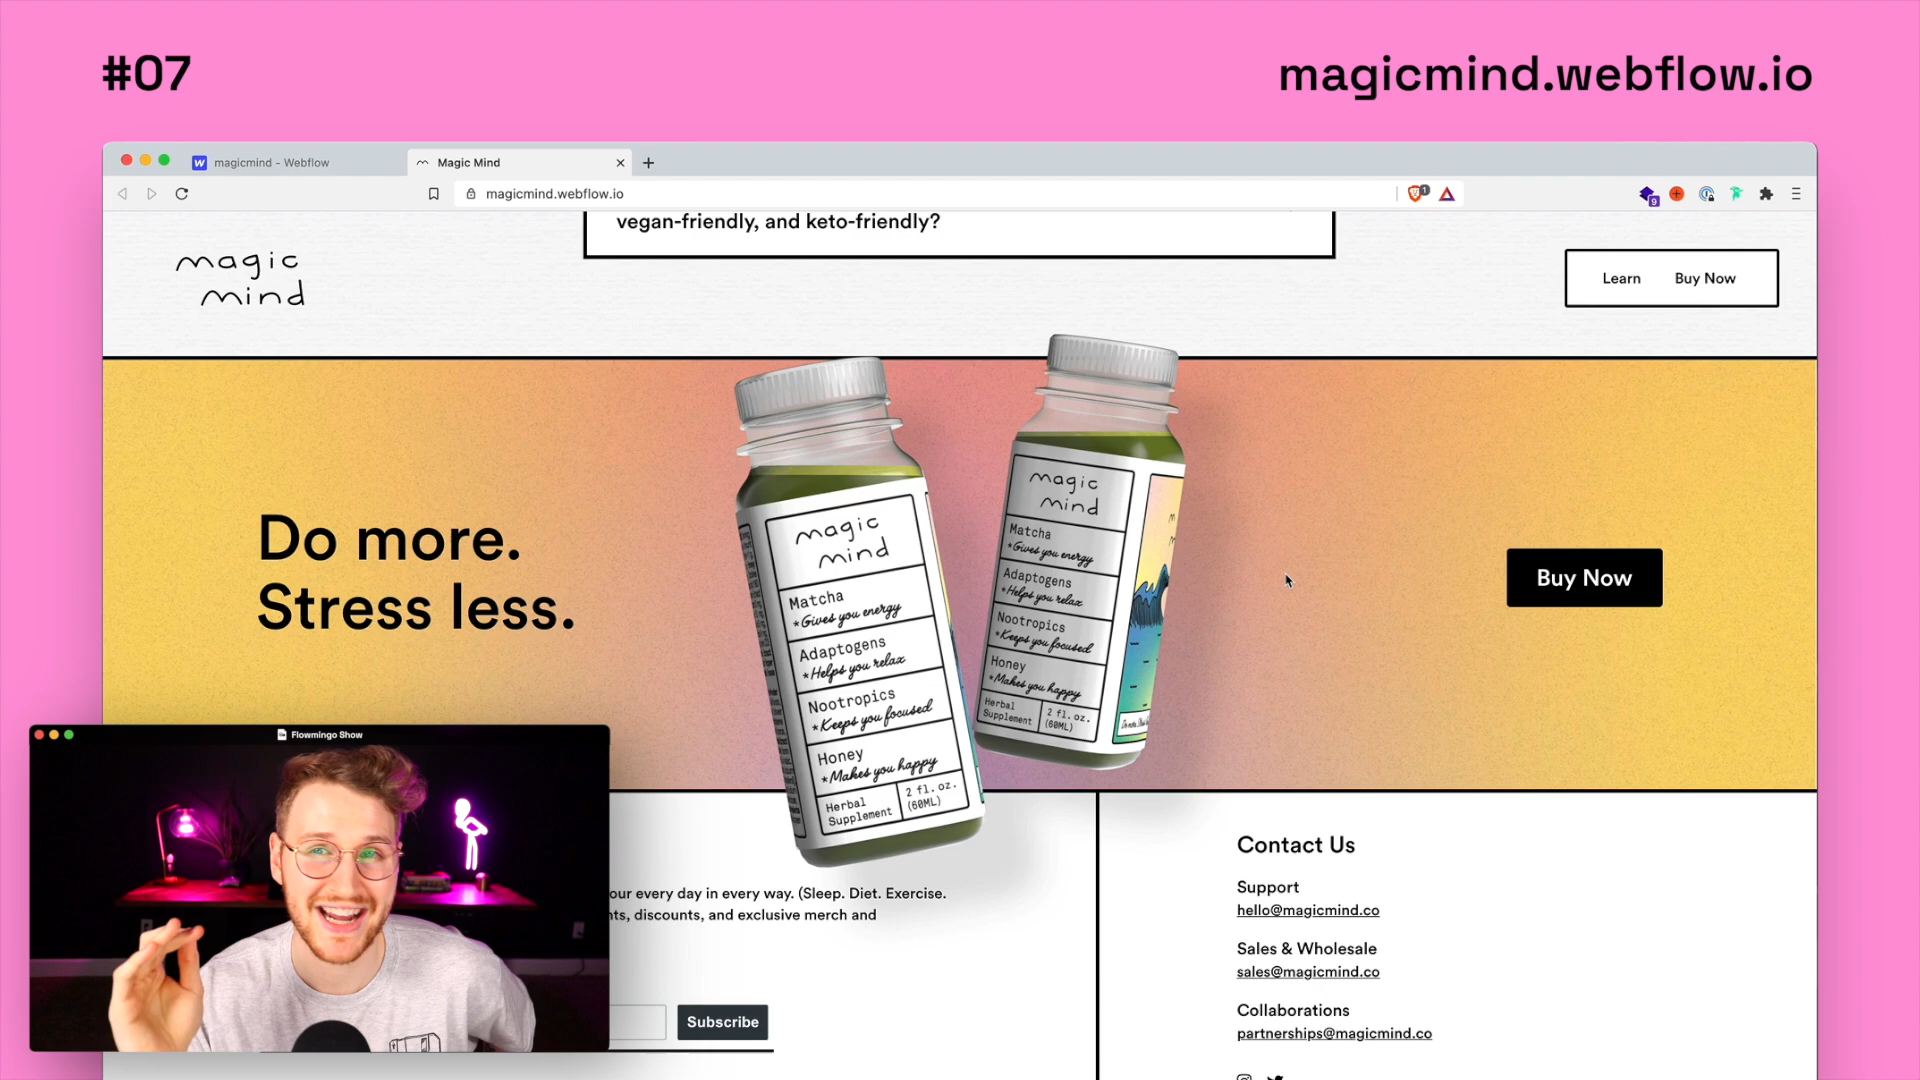 #07
magicmind.webflow.io
magicmind - Webflow
Magic Mind
magicmind.webflow.io
1
9
vegan-friendly, and keto-friendly?
magic
mind
Learn
Buy Now
Do more.
Stress less.
magic
mind
Matcha
*Gives you energy
Adaptogens
*Helps you relax
Nootropics
*Keeps you focused
Honey
*Makes you happy
Herbal
Supplement
2 fl. oz.
(60ML)
magic
mind
Matcha
*Gives you energy
Adaptogens
*Helps you relax
Nootropics
*Keeps you focused
Honey
*Makes you happy
Herbal
Supplement
2 fl. oz.
(60ML)
Buy Now
Flowmingo Show
our every day in every way. (Sleep. Diet. Exercise.
discounts, and exclusive merch and
Subscribe
Contact Us
Support
hello@magicmind.co
Sales & Wholesale
sales@magicmind.co
Collaborations
partnerships@magicmind.co